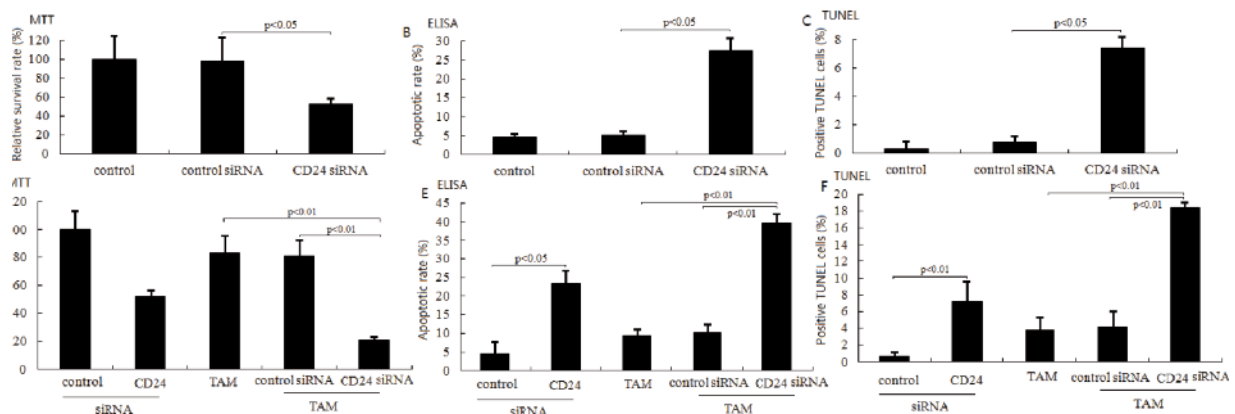 MTT
Relative survival rate (%)
120
100
80
60
40
20
0
p<0.05
control
control siRNA
CD24 siRNA
B
ELISA
Apoptotic rate (%)
30
25
20
15
10
5
0
p<0.05
control
control siRNA
CD24 siRNA
C
TUNEL
Positive TUNEL cells (%)
8
6
4
2
0
p<0.05
control
control siRNA
CD24 siRNA
MTT
20
00
80
60
40
20
0
p<0.01
p<0.01
control
CD24
TAM
control siRNA
CD24 siRNA
siRNA
TAM
E
ELISA
Apoptotic rate (%)
45
40
35
30
25
20
15
10
5
p<0.05
p<0.01
p<0.01
control
CD24
TAM
control siRNA
CD24 siRNA
siRNA
TAM
F
TUNEL
Positive TUNEL cells (%)
20
18
16
14
12
10
8
6
4
2
0
p<0.01
p<0.01
p<0.01
control
CD24
TAM
control siRNA
CD24 siRNA
siRNA
TAM